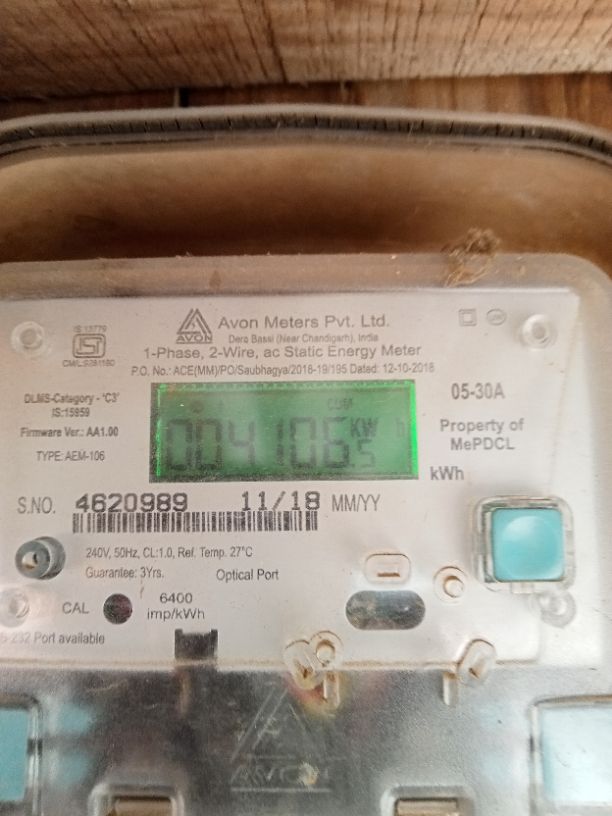 IS 13779
CM/L:9281180
AVON
Avon Meters Pvt. Ltd.
Dera Bassi (Near Chandigarh), India
1-Phase, 2-Wire, ac Static Energy Meter
P.O. No.: ACE(MM)/PO/Saubhagya/2018-19/195 Dated: 12-10-2018
DLMS-Category - 'C3'
IS:15959
Firmware Ver.: AA1.00
TYPE: AEM-106
CUM
004106.5 KW h
05-30A
Property of
MePDCL
kWh
S.NO. 4620989 11/18 MM/YY
240V, 50Hz, CL:1.0, Ref. Temp. 27°C
Guarantee: 3Yrs.
Optical Port
CAL
6400
imp/kWh
232 Port available
AVON